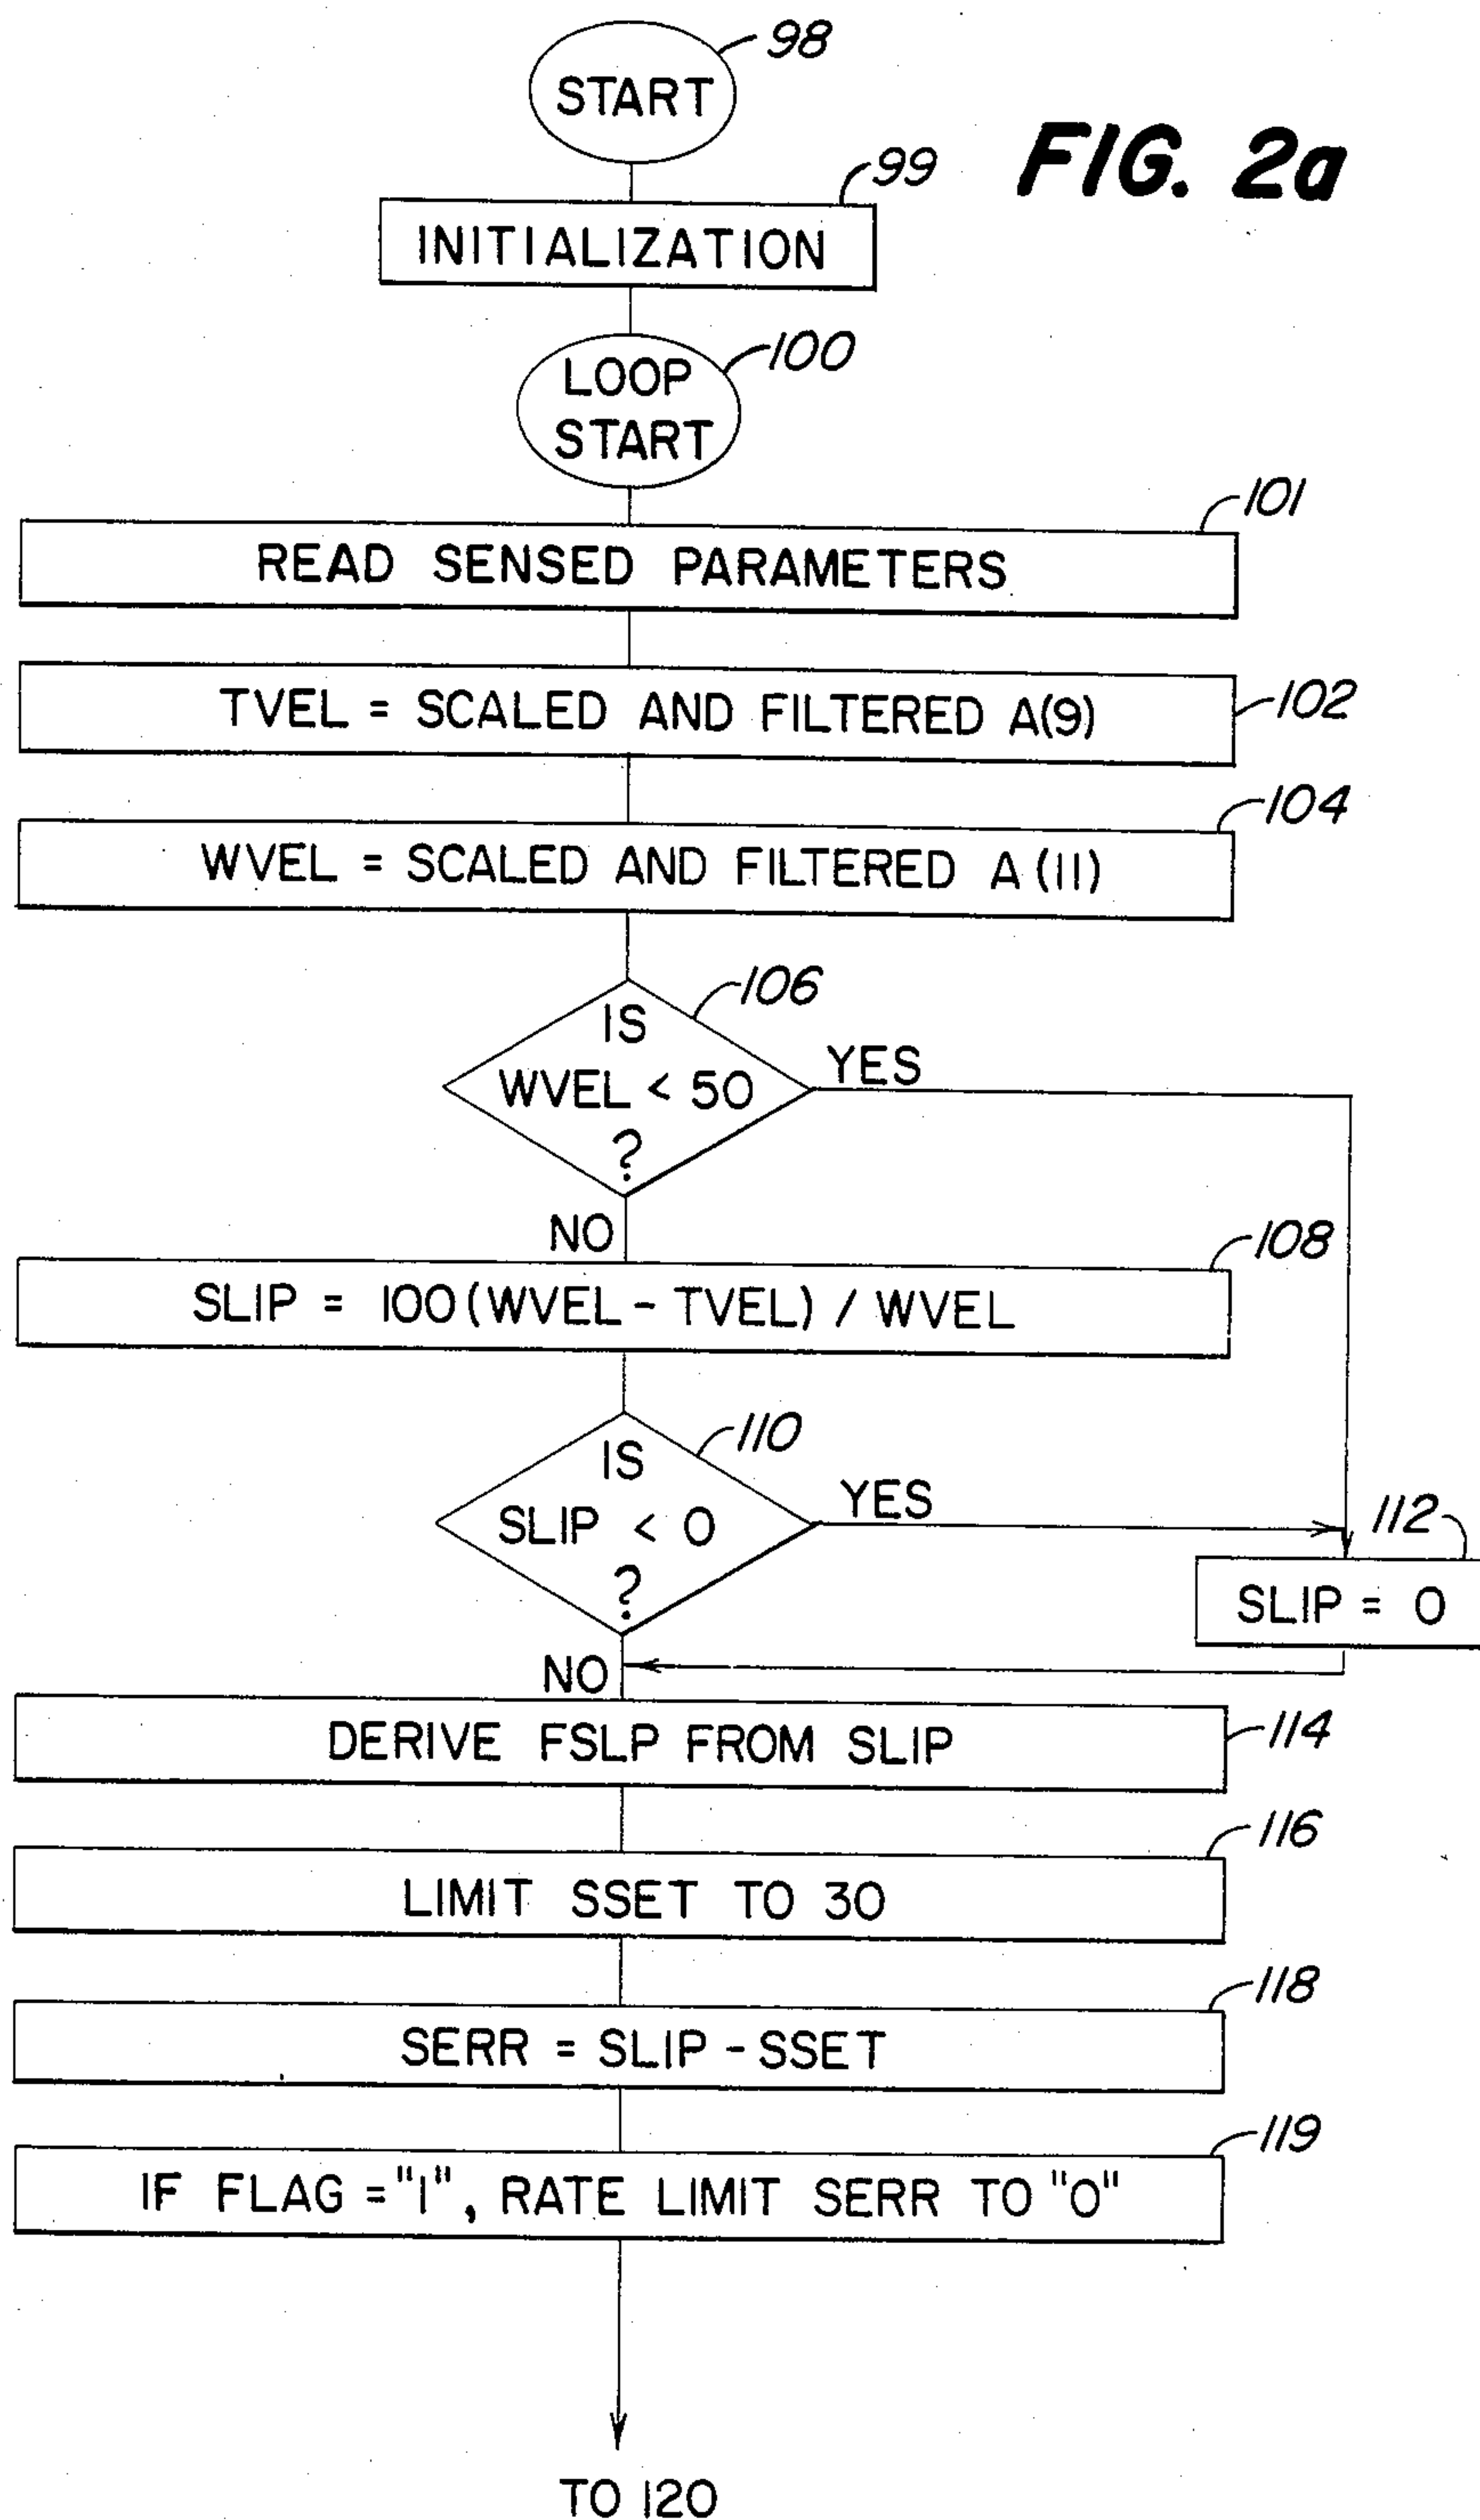 98
START
FIG. 2a
99
INITIALIZATION
100
LOOP
START
101
READ SENSED PARAMETERS
TVEL = SCALED AND FILTERED A(9)
102
104
WVEL = SCALED AND FILTERED A(11)
106
IS
WVEL < 50
?
YES
NO
108
SLIP = 100(WVEL-TVEL) / WVEL
110
IS
SLIP < 0
?
YES
112
SLIP = 0
NO
DERIVE FSLP FROM SLIP
114
116
LIMIT SSET TO 30
118
SERR = SLIP-SSET
119
IF FLAG ="1", RATE LIMIT SERR TO "0"
TO 120